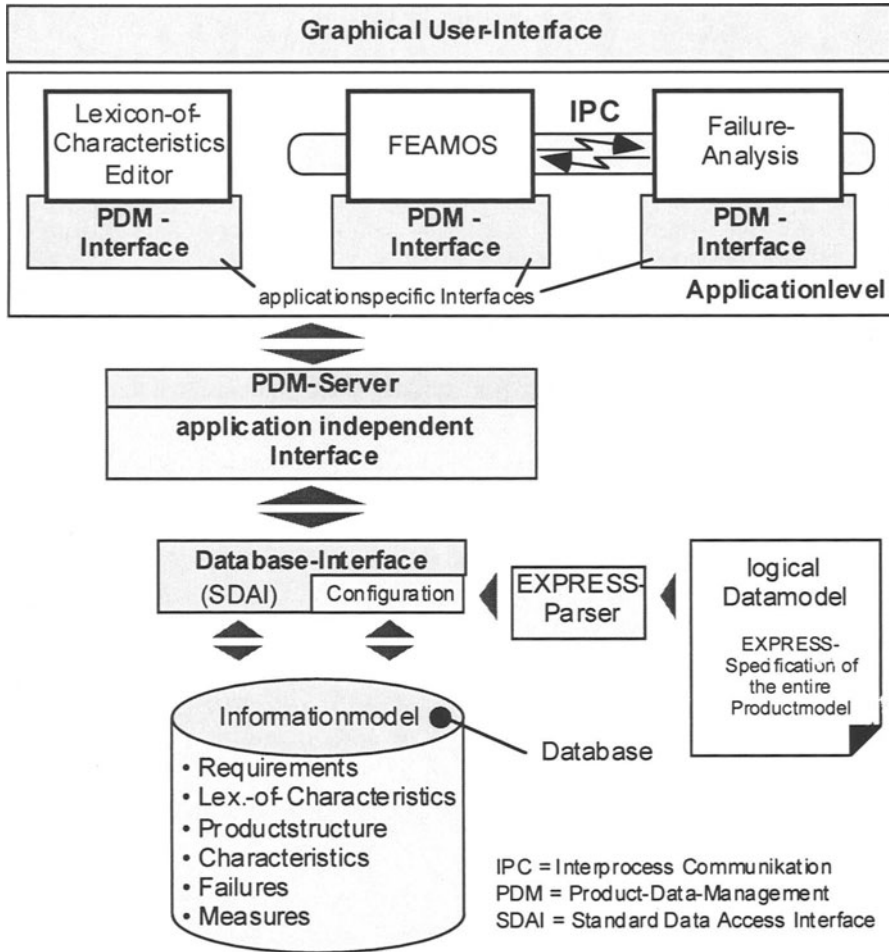 Graphical User-Interface
Lexicon-of-
Characteristics
Editor
FEAMOS
IPC
Failure-
Analysis
PDM -
Interface
PDM -
Interface
PDM -
Interface
applicationspecific Interfaces
Applicationlevel
PDM-Server
application independent
Interface
Database-Interface
(SDAI)
Configuration
EXPRESS-
Parser
logical
Datamodel
EXPRESS-
Specification of
the entire
Productmodel
Informationmodel
Database
• Requirements
• Lex.-of-Characteristics
• Productstructure
• Characteristics
• Failures
• Measures
IPC = Interprocess Communikation
PDM = Product-Data-Management
SDAI = Standard Data Access Interface